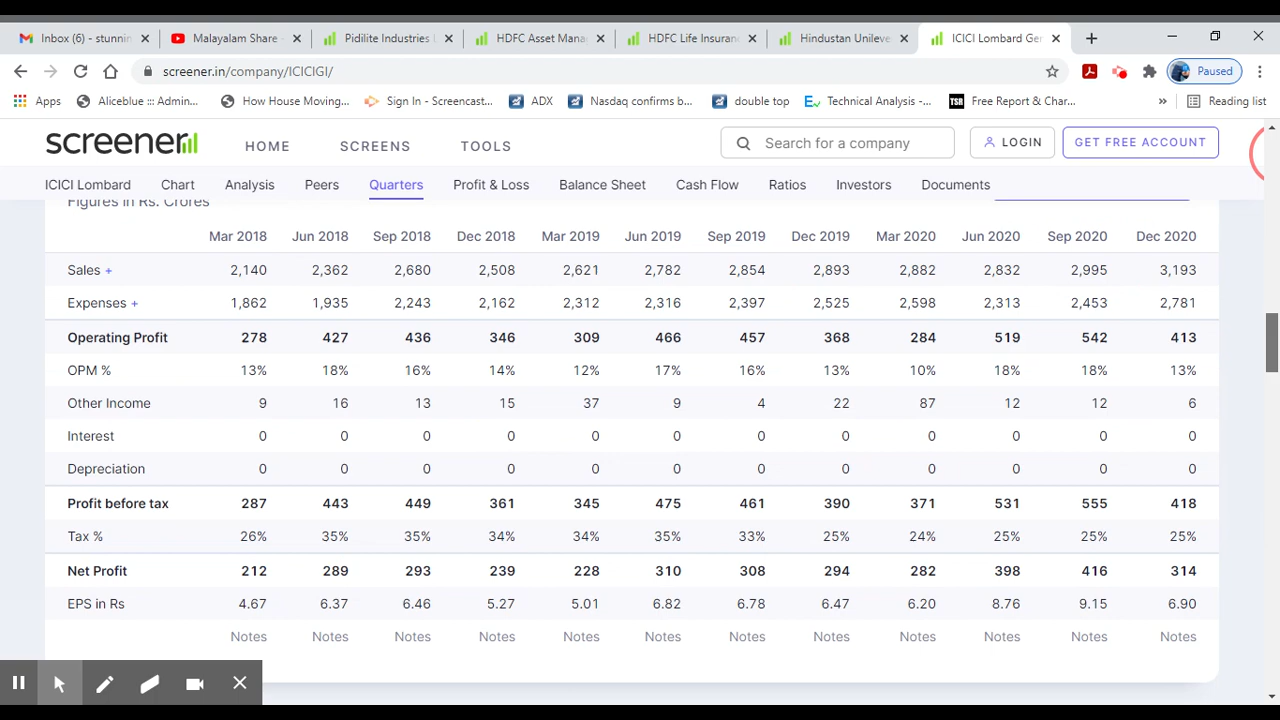 Inbox (6) - stunnin
Malayalam Share -
Pidilite Industries
HDFC Asset Mana
HDFC Life Insuran
Hindustan Unileve
ICICI Lombard Ger
screener.in/company/ICICIGI/
Paused
Apps
Aliceblue ::: Admin...
How House Moving...
Sign In - Screencast...
ADX
Nasdaq confirms b...
double top
Technical Analysis -...
TSR
Free Report & Char...
»
Reading list
screener
HOME
SCREENS
TOOLS
Search for a company
LOGIN
GET FREE ACCOUNT
ICICI Lombard Chart Analysis Peers Quarters Profit & Loss Balance Sheet Cash Flow Ratios Investors Documents
Figures in Rs. Crores
Mar 2018 Jun 2018 Sep 2018 Dec 2018 Mar 2019 Jun 2019 Sep 2019 Dec 2019 Mar 2020 Jun 2020 Sep 2020 Dec 2020
Sales + 2,140 2,362 2,680 2,508 2,621 2,782 2,854 2,893 2,882 2,832 2,995 3,193
Expenses + 1,862 1,935 2,243 2,162 2,312 2,316 2,397 2,525 2,598 2,313 2,453 2,781
Operating Profit 278 427 436 346 309 466 457 368 284 519 542 413
OPM % 13% 18% 16% 14% 12% 17% 16% 13% 10% 18% 18% 13%
Other Income 9 16 13 15 37 9 4 22 87 12 12 6
Interest 0 0 0 0 0 0 0 0 0 0 0 0
Depreciation 0 0 0 0 0 0 0 0 0 0 0 0
Profit before tax 287 443 449 361 345 475 461 390 371 531 555 418
Tax % 26% 35% 35% 34% 34% 35% 33% 25% 24% 25% 25% 25%
Net Profit 212 289 293 239 228 310 308 294 282 398 416 314
EPS in Rs 4.67 6.37 6.46 5.27 5.01 6.82 6.78 6.47 6.20 8.76 9.15 6.90
Notes Notes Notes Notes Notes Notes Notes Notes Notes Notes Notes Notes